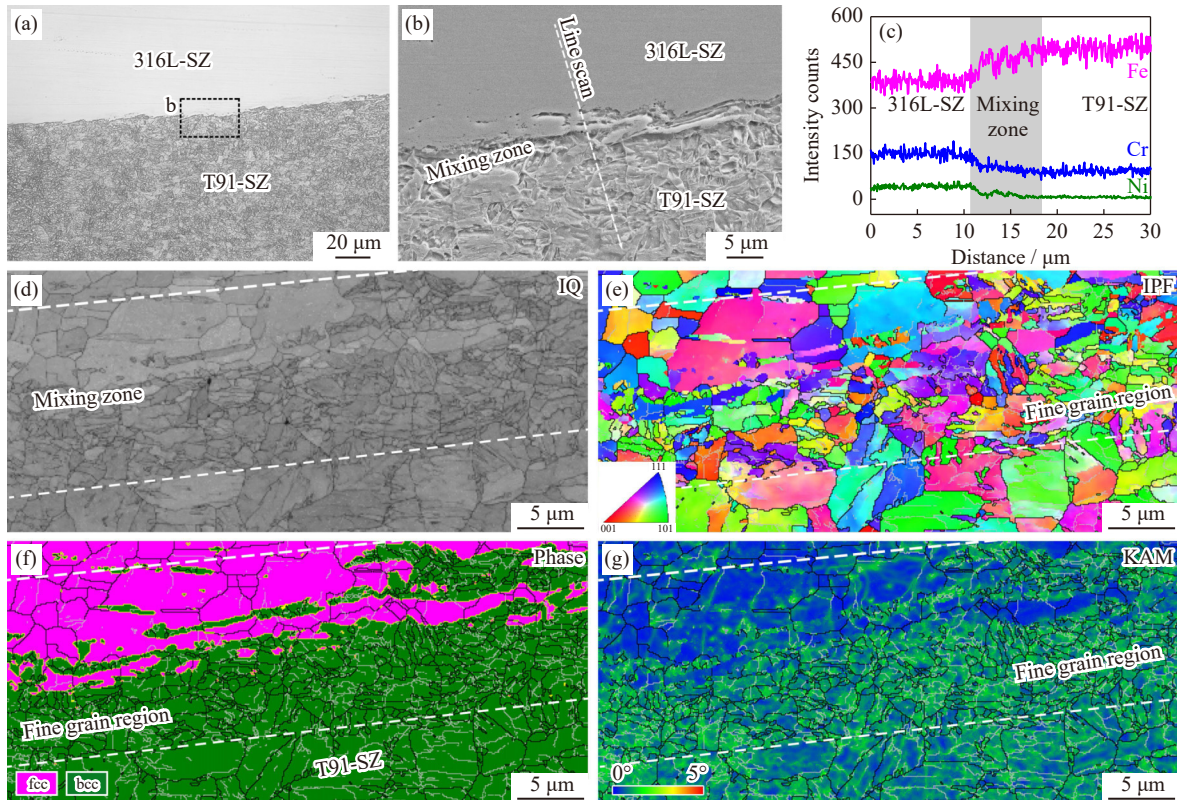 (a)
316L-SZ
b
T91-SZ
20 μm
(b)
Line scan
316L-SZ
Mixing zone
T91-SZ
5 μm
(c)
600
450
300
150
0
Intensity counts
Fe
316L-SZ
Mixing
zone
T91-SZ
Cr
Ni
0 5 10 15 20 25 30
Distance / μm
(d)
IQ
Mixing zone
5 μm
(e)
IPF
Fine grain region
111
001
101
5 μm
(f)
Phase
Fine grain region
T91-SZ
fcc
bcc
5 μm
(g)
KAM
Fine grain region
0° 5°
5 μm